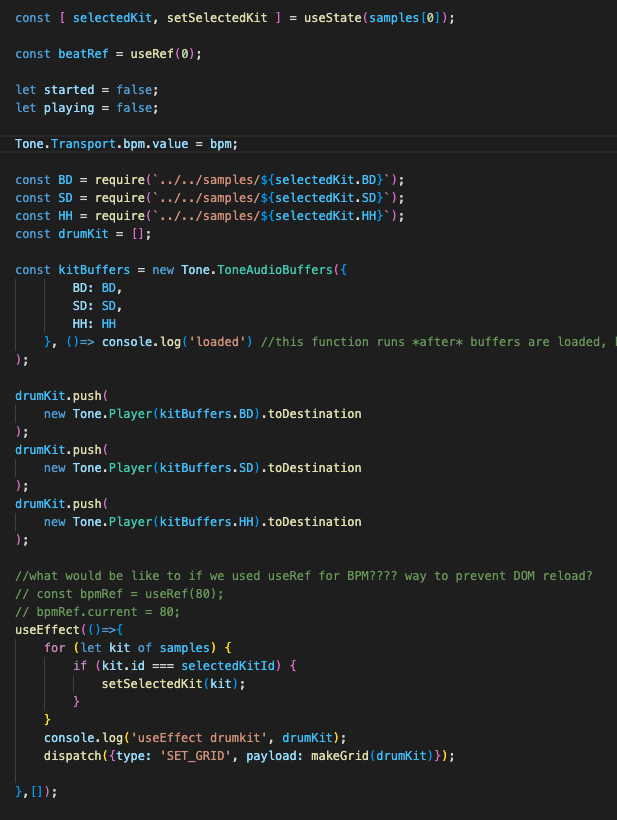 const [ selectedKit, setSelectedKit ] = useState(samples[0]);
const beatRef = useRef(0);
let started = false;
let playing = false;
Tone.Transport.bpm.value = bpm;
const BD = require(`../../samples/${selectedKit.BD}`);
const SD = require(`../../samples/${selectedKit.SD}`);
const HH = require(`../../samples/${selectedKit.HH}`);
const drumKit = [];
const kitBuffers = new Tone.ToneAudioBuffers({
BD: BD,
SD: SD,
HH: HH
}, ()=> console.log('loaded') //this function runs *after* buffers are loaded,
);
drumKit.push(
new Tone.Player(kitBuffers.BD).toDestination
);
drumKit.push(
new Tone.Player(kitBuffers.SD).toDestination
);
drumKit.push(
new Tone.Player(kitBuffers.HH).toDestination
);
//what would be like to if we used useRef for BPM???? way to prevent DOM reload?
// const bpmRef = useRef(80);
// bpmRef.current = 80;
useEffect(()=>{
for (let kit of samples) {
if (kit.id === selectedKitId) {
setSelectedKit(kit);
}
}
console.log('useEffect drumkit', drumKit);
dispatch({type: 'SET_GRID', payload: makeGrid(drumKit)});
},[]);